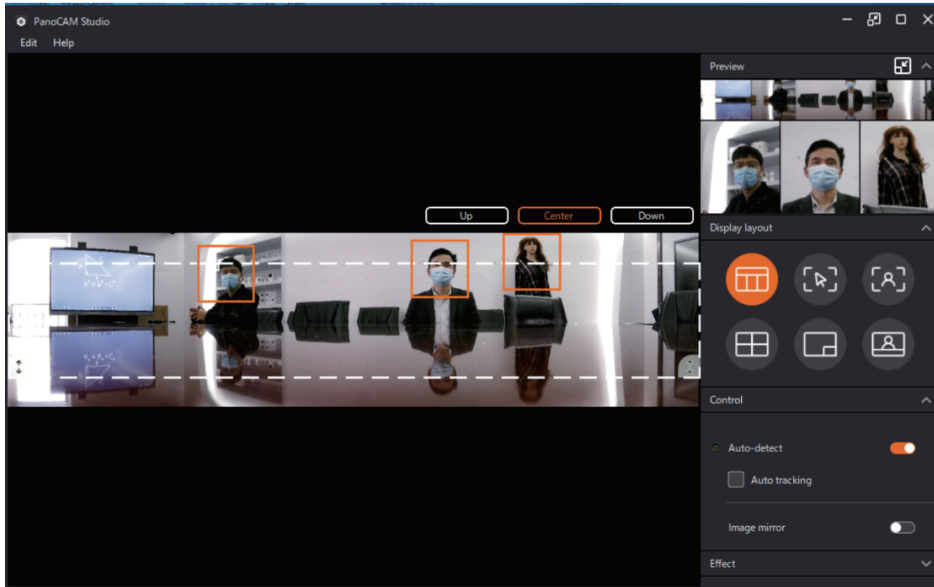 PanoCAM Studio
Edit Help
Preview
Up Center Down
Display layout
Control
Auto-detect
Auto tracking
Image mirror
Effect